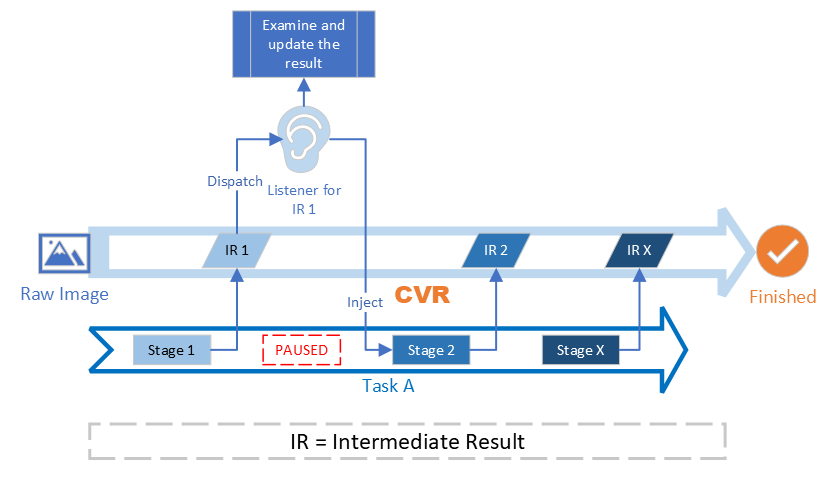 Examine and
update the
result
Dispatch
Listener for
IR 1
IR 1
IR 2
IR X
Raw Image
Inject
CVR
Finished
Stage 1
PAUSED
Stage 2
Stage X
Task A
IR = Intermediate Result